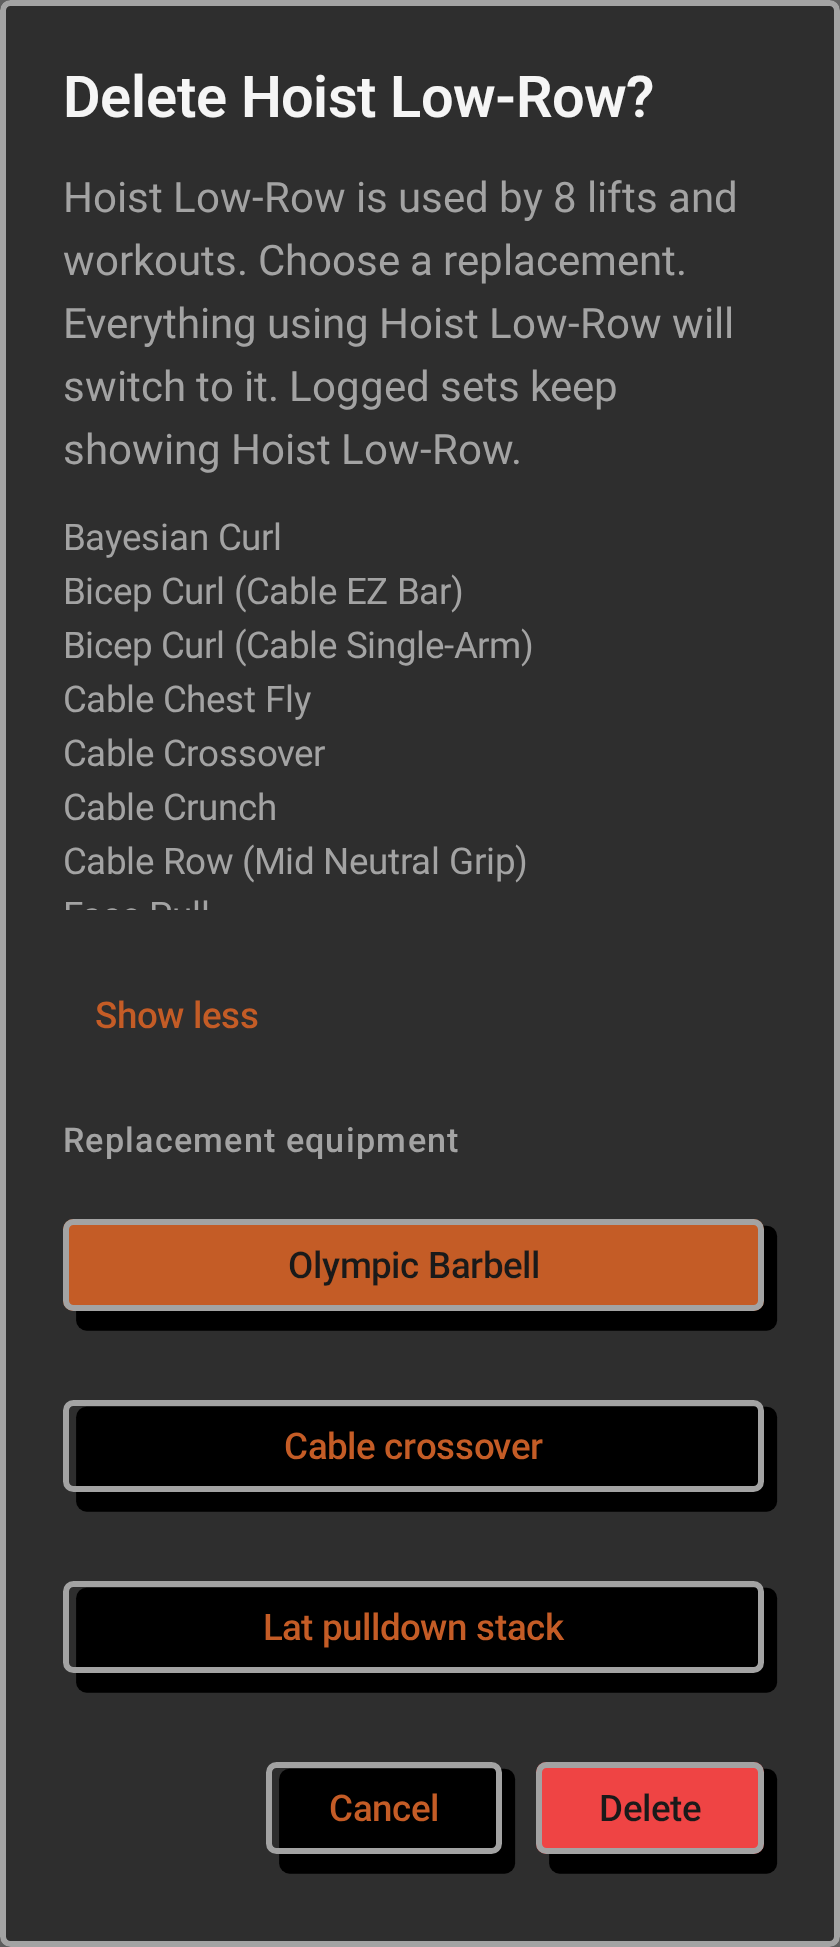 Delete Hoist Low-Row?
Hoist Low-Row is used by 8 lifts and
workouts. Choose a replacement.
Everything using Hoist Low-Row will
switch to it. Logged sets keep
showing Hoist Low-Row.
Bayesian Curl
Bicep Curl (Cable EZ Bar)
Bicep Curl (Cable Single-Arm)
Cable Chest Fly
Cable Crossover
Cable Crunch
Cable Row (Mid Neutral Grip)
Face Pull
Show less
Replacement equipment
Olympic Barbell
Cable crossover
Lat pulldown stack
Cancel
Delete